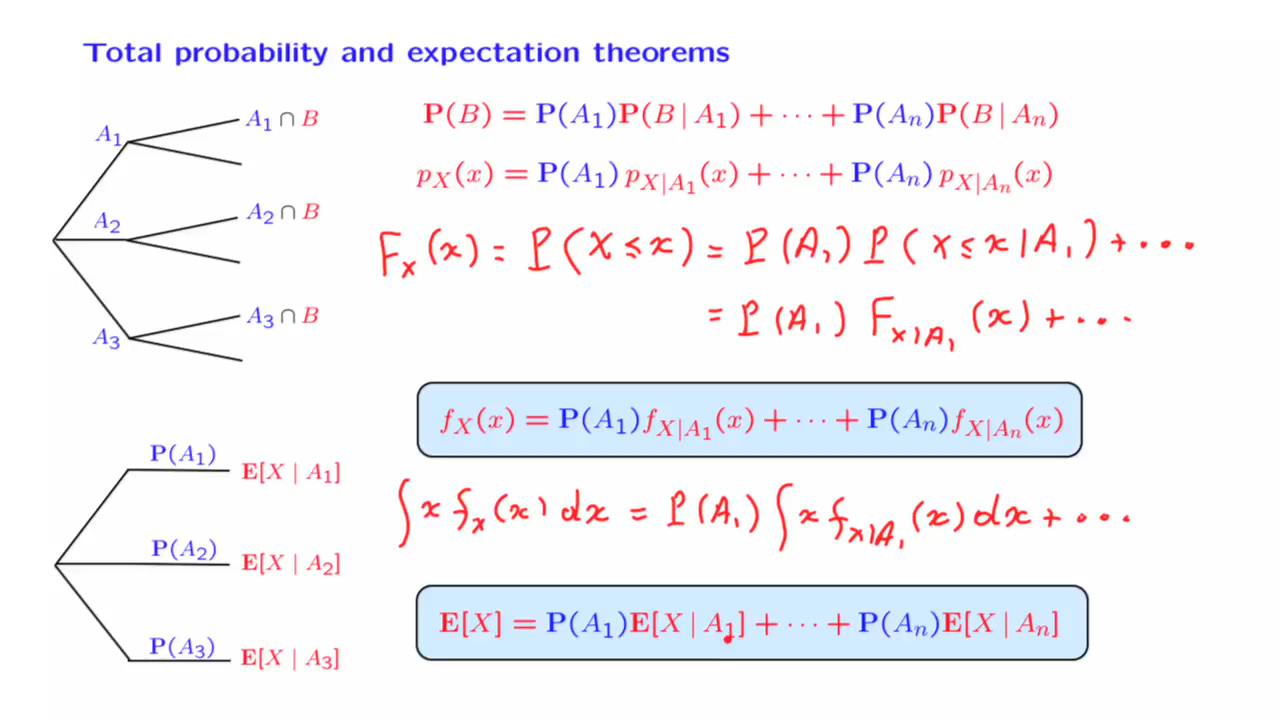 Total probability and expectation theorems
A₁
A₁ ∩ B
A₂
A₂ ∩ B
A₃
A₃ ∩ B
P(B) = P(A₁)P(B | A₁) + ··· + P(Aₙ)P(B | Aₙ)
p_X(x) = P(A₁) p_{X|A₁}(x) + ··· + P(Aₙ) p_{X|Aₙ}(x)
F_X(x) = P(X ≤ x) = P(A₁) P(X ≤ x | A₁) + ...
= P(A₁) F_{X|A₁}(x) + ...
f_X(x) = P(A₁)f_{X|A₁}(x) + ··· + P(Aₙ)f_{X|Aₙ}(x)
P(A₁)
E[X | A₁]
P(A₂)
E[X | A₂]
P(A₃)
E[X | A₃]
∫ x f_X(x) dx = P(A₁) ∫ x f_{X|A₁}(x) dx + ...
E[X] = P(A₁)E[X | A₁] + ··· + P(Aₙ)E[X | Aₙ]